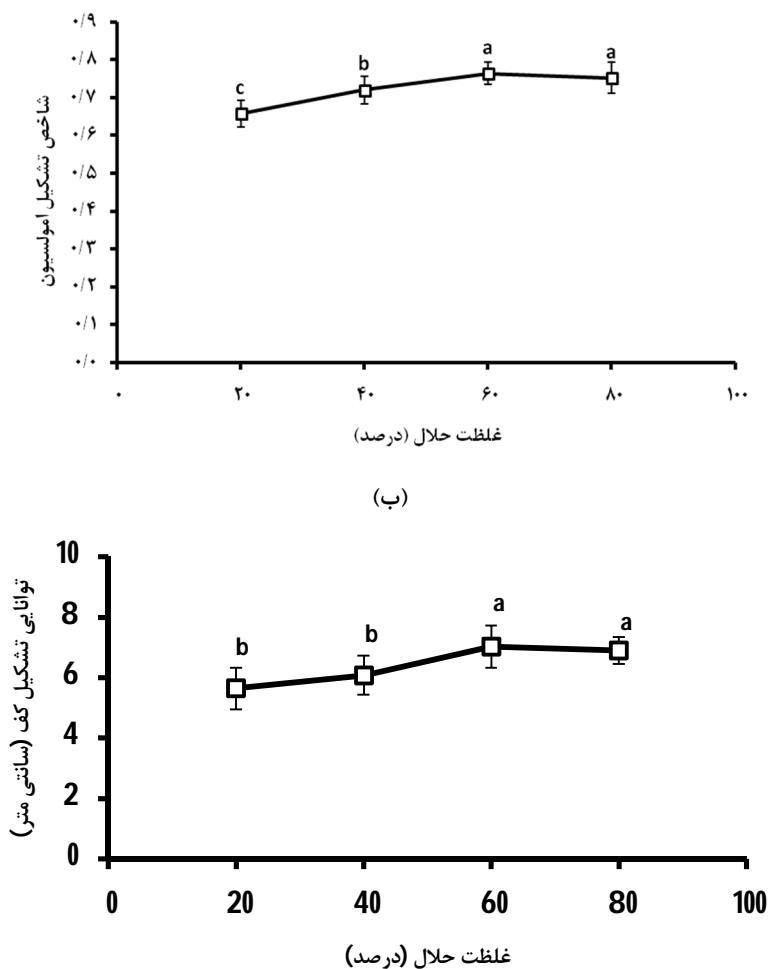 شاخص تشکیل امولسیون
۰/۹
۰/۸
۰/۷
۰/۶
۰/۵
۰/۴
۰/۳
۰/۲
۰/۱
۰/۰
c
b
a
a
۰
۲۰
۴۰
۶۰
۸۰
۱۰۰
غلظت حلال (درصد)
(ب)
توانایی تشکیل کف (سانتی متر)
10
8
6
4
2
0
b
b
a
a
0
20
40
60
80
100
غلظت حلال (درصد)